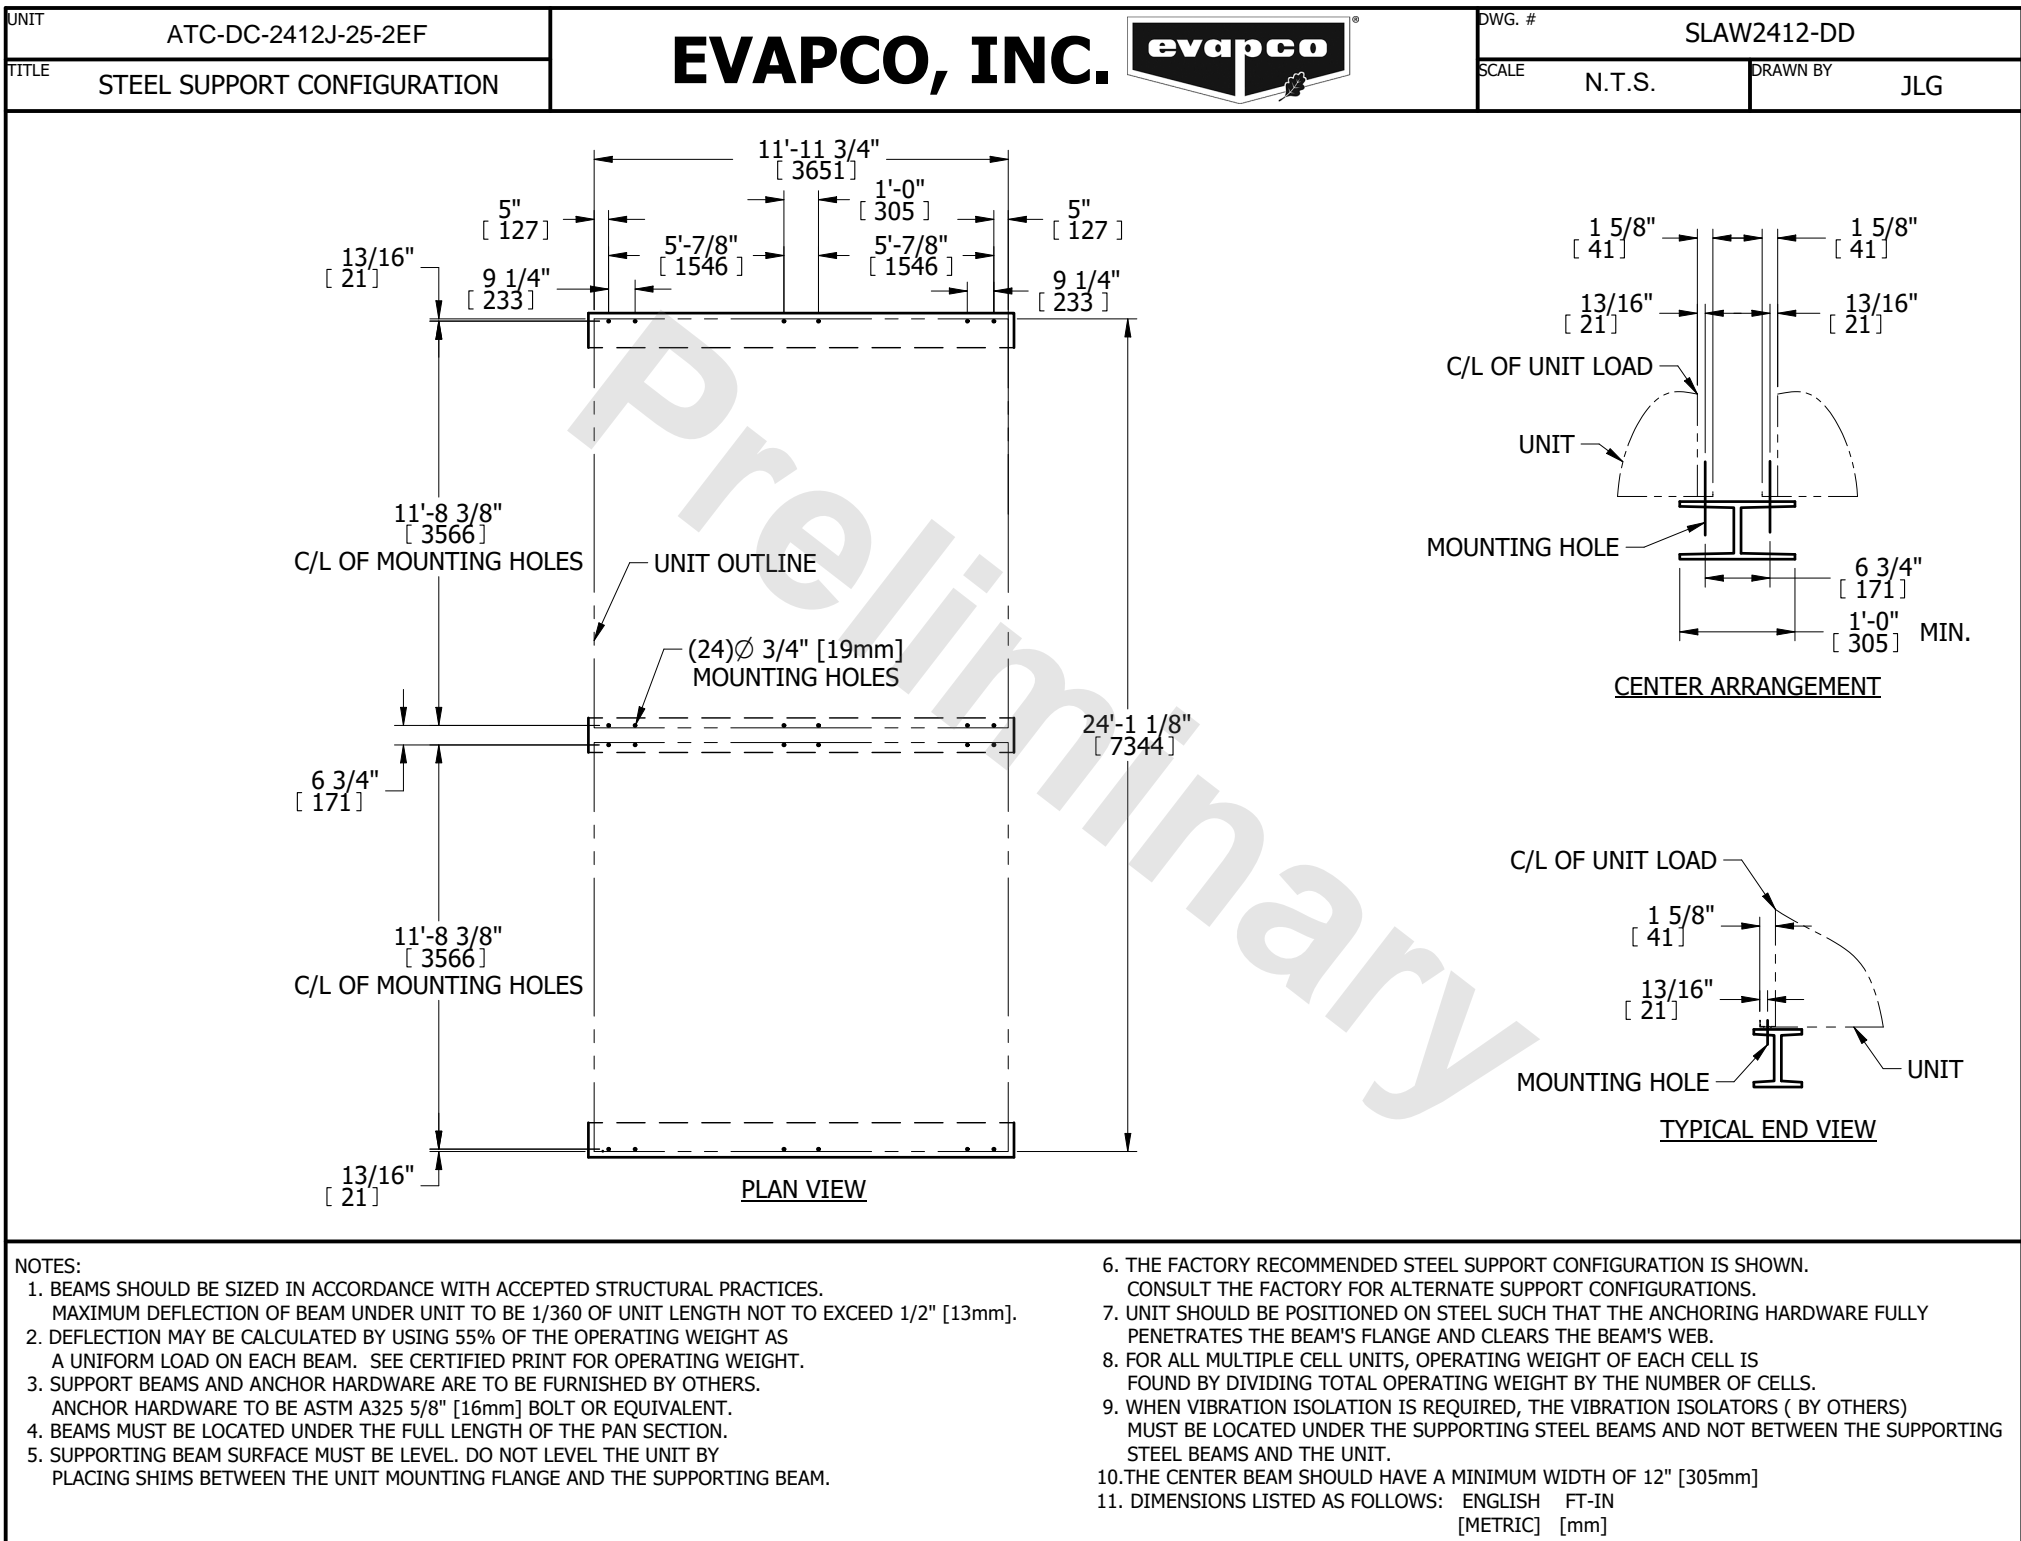 UNIT
ATC-DC-2412J-25-2EF
TITLE
STEEL SUPPORT CONFIGURATION
EVAPCO, INC.
evapco
®
DWG. #
SLAW2412-DD
SCALE
N.T.S.
DRAWN BY
JLG
11'-11 3/4"
[ 3651 ]
1'-0"
[ 305 ]
5"
[ 127 ]
5"
[ 127 ]
5'-7/8"
[ 1546 ]
5'-7/8"
[ 1546 ]
13/16"
[ 21 ]
9 1/4"
[ 233 ]
9 1/4"
[ 233 ]
11'-8 3/8"
[ 3566 ]
C/L OF MOUNTING HOLES
UNIT OUTLINE
(24)∅ 3/4" [19mm]
MOUNTING HOLES
24'-1 1/8"
[ 7344 ]
6 3/4"
[ 171 ]
11'-8 3/8"
[ 3566 ]
C/L OF MOUNTING HOLES
13/16"
[ 21 ]
PLAN VIEW
Preliminary
1 5/8"
[ 41 ]
1 5/8"
[ 41 ]
13/16"
[ 21 ]
13/16"
[ 21 ]
C/L OF UNIT LOAD
UNIT
MOUNTING HOLE
6 3/4"
[ 171 ]
1'-0"
[ 305 ] MIN.
CENTER ARRANGEMENT
C/L OF UNIT LOAD
1 5/8"
[ 41 ]
13/16"
[ 21 ]
MOUNTING HOLE
UNIT
TYPICAL END VIEW
NOTES:
1. BEAMS SHOULD BE SIZED IN ACCORDANCE WITH ACCEPTED STRUCTURAL PRACTICES.
MAXIMUM DEFLECTION OF BEAM UNDER UNIT TO BE 1/360 OF UNIT LENGTH NOT TO EXCEED 1/2" [13mm].
2. DEFLECTION MAY BE CALCULATED BY USING 55% OF THE OPERATING WEIGHT AS
A UNIFORM LOAD ON EACH BEAM. SEE CERTIFIED PRINT FOR OPERATING WEIGHT.
3. SUPPORT BEAMS AND ANCHOR HARDWARE ARE TO BE FURNISHED BY OTHERS.
ANCHOR HARDWARE TO BE ASTM A325 5/8" [16mm] BOLT OR EQUIVALENT.
4. BEAMS MUST BE LOCATED UNDER THE FULL LENGTH OF THE PAN SECTION.
5. SUPPORTING BEAM SURFACE MUST BE LEVEL. DO NOT LEVEL THE UNIT BY
PLACING SHIMS BETWEEN THE UNIT MOUNTING FLANGE AND THE SUPPORTING BEAM.
6. THE FACTORY RECOMMENDED STEEL SUPPORT CONFIGURATION IS SHOWN.
CONSULT THE FACTORY FOR ALTERNATE SUPPORT CONFIGURATIONS.
7. UNIT SHOULD BE POSITIONED ON STEEL SUCH THAT THE ANCHORING HARDWARE FULLY
PENETRATES THE BEAM'S FLANGE AND CLEARS THE BEAM'S WEB.
8. FOR ALL MULTIPLE CELL UNITS, OPERATING WEIGHT OF EACH CELL IS
FOUND BY DIVIDING TOTAL OPERATING WEIGHT BY THE NUMBER OF CELLS.
9. WHEN VIBRATION ISOLATION IS REQUIRED, THE VIBRATION ISOLATORS ( BY OTHERS)
MUST BE LOCATED UNDER THE SUPPORTING STEEL BEAMS AND NOT BETWEEN THE SUPPORTING
STEEL BEAMS AND THE UNIT.
10.THE CENTER BEAM SHOULD HAVE A MINIMUM WIDTH OF 12" [305mm]
11. DIMENSIONS LISTED AS FOLLOWS: ENGLISH FT-IN
[METRIC] [mm]